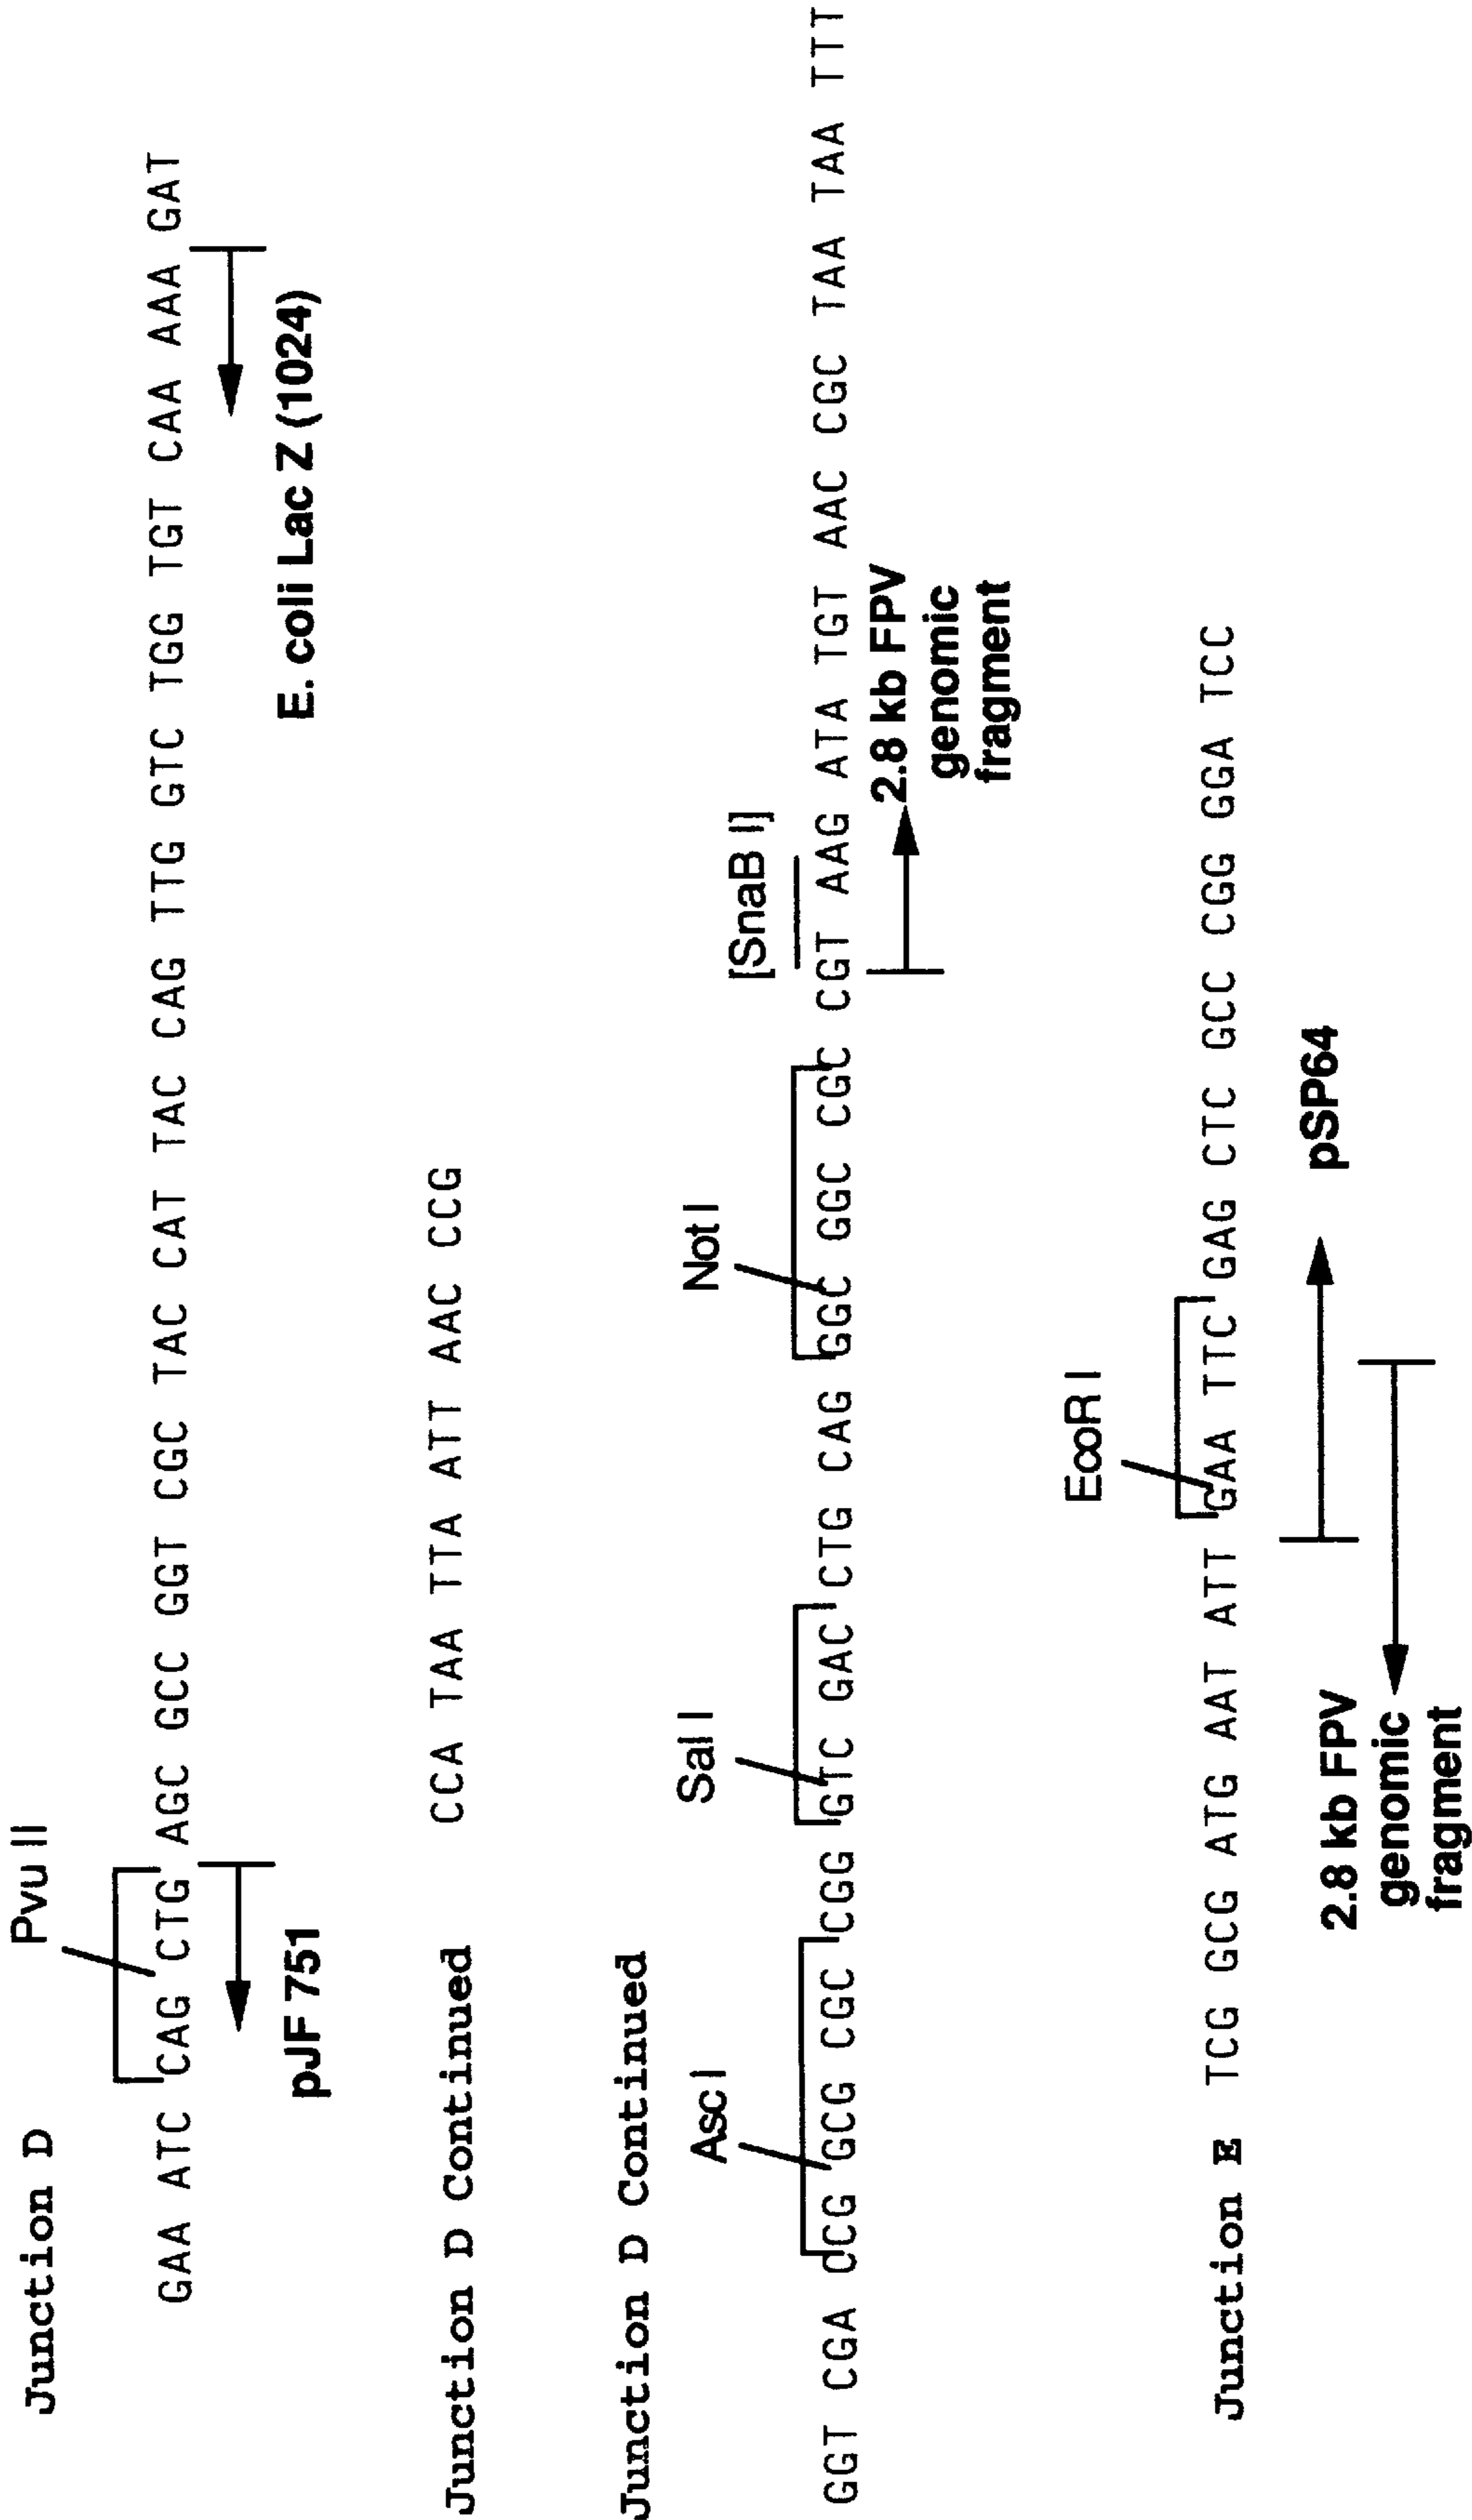 Junction D
Pvu II
GAA ATC CAG CTG AGC GCC GGT CGC TAC CAT TAC CAG TTG GTC TGG TGT CAA AAA GAT
pJF751
E. coli Lac Z (1024)
Junction D Continued
CCA TAA TTA ATT AAC CCG
Junction D Continued
Asc I
Sal I
Not I
[SnaB I]
GGT CGA CCG GCG CGC CGG GTC GAC CTG CAG GGC GGC CGC CGT AAG ATA TGT AAC CGC TAA TAA TTT
2.8 kb FPV
genomic
fragment
EcoR I
Junction E
TCG GCG ATG AAT ATT GAA TTC GAG CTC GCC CGG GGA TCC
pSP64
2.8 kb FPV
genomic
fragment